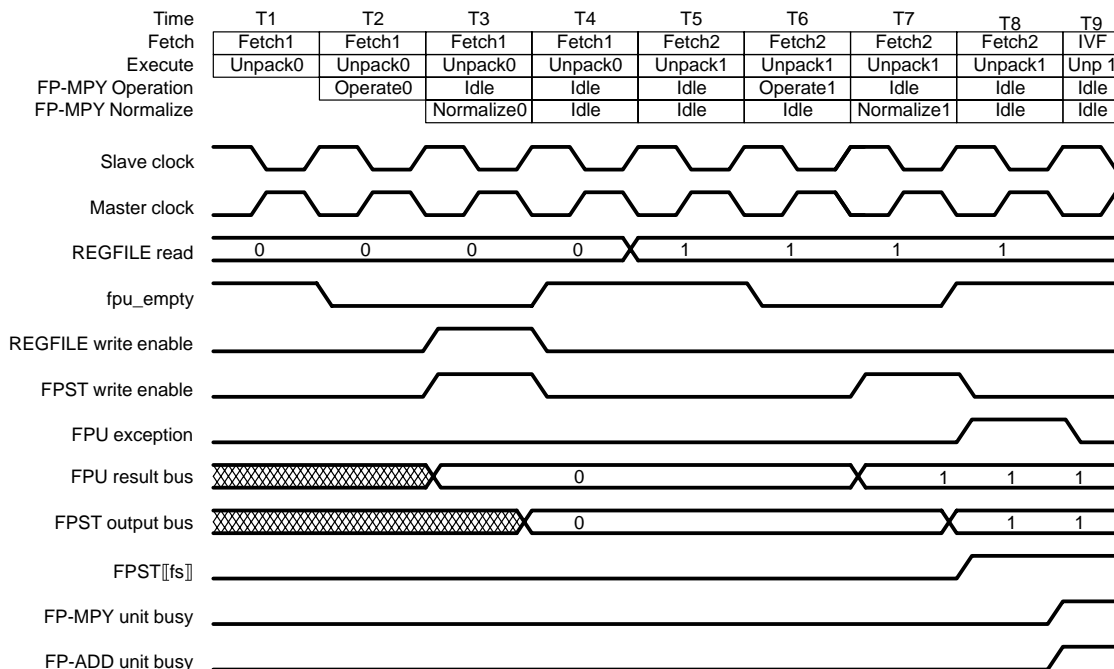 Time T1 T2 T3 T4 T5 T6 T7 T8 T9
Fetch Fetch1 Fetch1 Fetch1 Fetch1 Fetch2 Fetch2 Fetch2 Fetch2 IVF
Execute Unpack0 Unpack0 Unpack0 Unpack0 Unpack1 Unpack1 Unpack1 Unpack1 Unp 1
FP-MPY Operation Operate0 Idle Idle Idle Operate1 Idle Idle Idle
FP-MPY Normalize Normalize0 Idle Idle Idle Normalize1 Idle Idle
Slave clock
Master clock
REGFILE read 0 0 0 0 1 1 1 1
fpu_empty
REGFILE write enable
FPST write enable
FPU exception
FPU result bus 0 1 1 1
FPST output bus 0 1 1
FPST⟦fs⟧
FP-MPY unit busy
FP-ADD unit busy